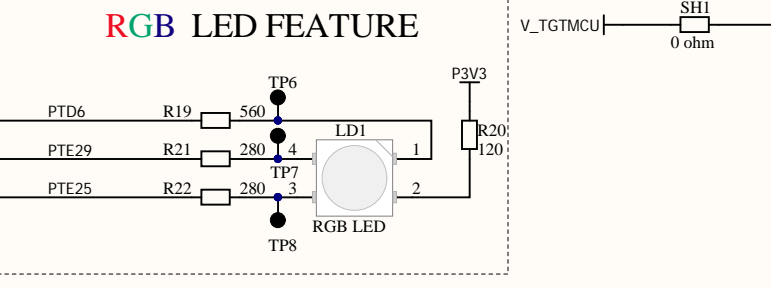 RGB LED FEATURE
V_TGTMCU
SH1
0 ohm
P3V3
TP6
PTD6
R19
560
LD1
R20
120
PTE29
R21
280
4
1
TP7
PTE25
R22
280
3
2
RGB LED
TP8